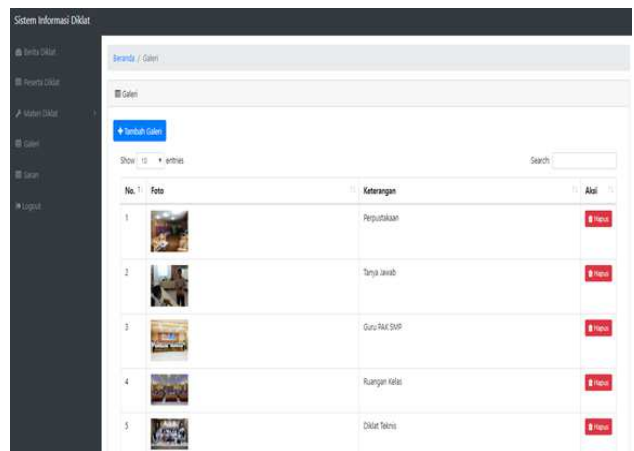 Sistem Informasi Diklat
Berita Diklat
Peserta Diklat
Materi Diklat
Galeri
Saran
Logout
Beranda / Galeri
Galeri
+ Tambah Galeri
Show 10 entries
Search:
No. Foto Keterangan Aksi
1 Perpustakaan Hapus
2 Tanya Jawab Hapus
3 Guru PAK SMP Hapus
4 Ruangan Kelas Hapus
5 Diklat Teknis Hapus